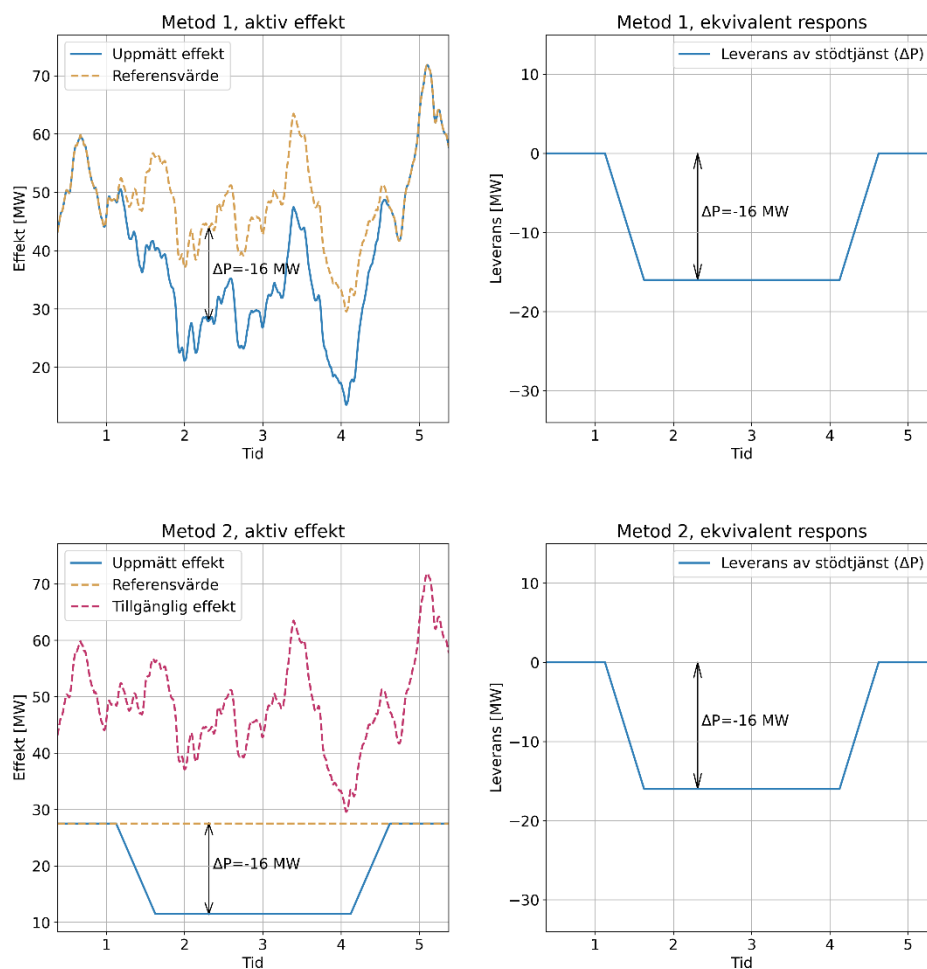 Metod 1, aktiv effekt
Uppmätt effekt
Referensvärde
Effekt [MW]
70
60
50
40
30
20
ΔP=-16 MW
1 2 3 4 5
Tid
Metod 1, ekvivalent respons
Leverans av stödtjänst (ΔP)
Leverans [MW]
10
0
−10
−20
−30
ΔP=-16 MW
1 2 3 4 5
Tid
Metod 2, aktiv effekt
Uppmätt effekt
Referensvärde
Tillgänglig effekt
Effekt [MW]
70
60
50
40
30
20
10
ΔP=-16 MW
1 2 3 4 5
Tid
Metod 2, ekvivalent respons
Leverans av stödtjänst (ΔP)
Leverans [MW]
10
0
−10
−20
−30
ΔP=-16 MW
1 2 3 4 5
Tid